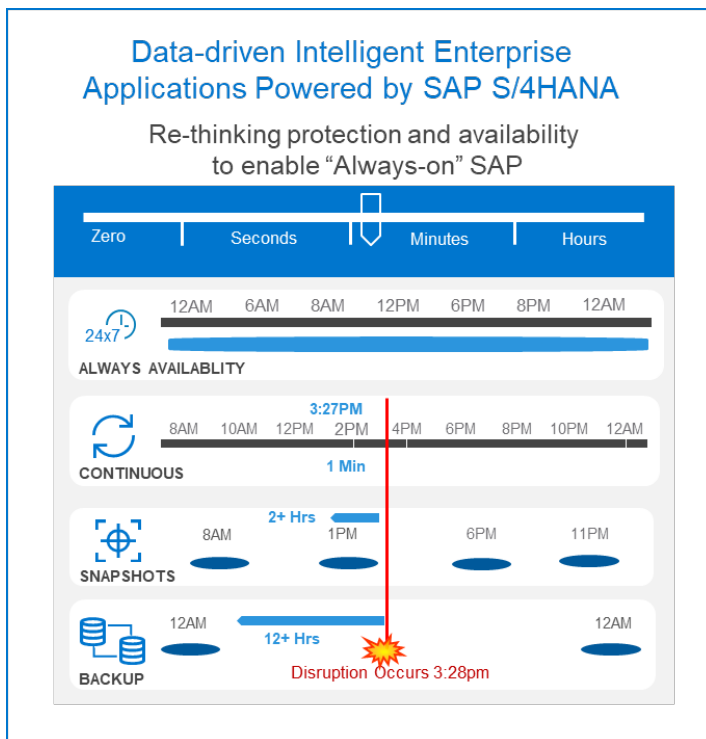 Data-driven Intelligent Enterprise
Applications Powered by SAP S/4HANA
Re-thinking protection and availability
to enable “Always-on” SAP
Zero Seconds Minutes Hours
12AM 6AM 8AM 12PM 6PM 8PM 12AM
24x7
ALWAYS AVAILABLITY
3:27PM
8AM 10AM 12PM 2PM 4PM 6PM 8PM 10PM 12AM
1 Min
CONTINUOUS
2+ Hrs
8AM 1PM 6PM 11PM
SNAPSHOTS
12AM 12AM
12+ Hrs
BACKUP
Disruption Occurs 3:28pm